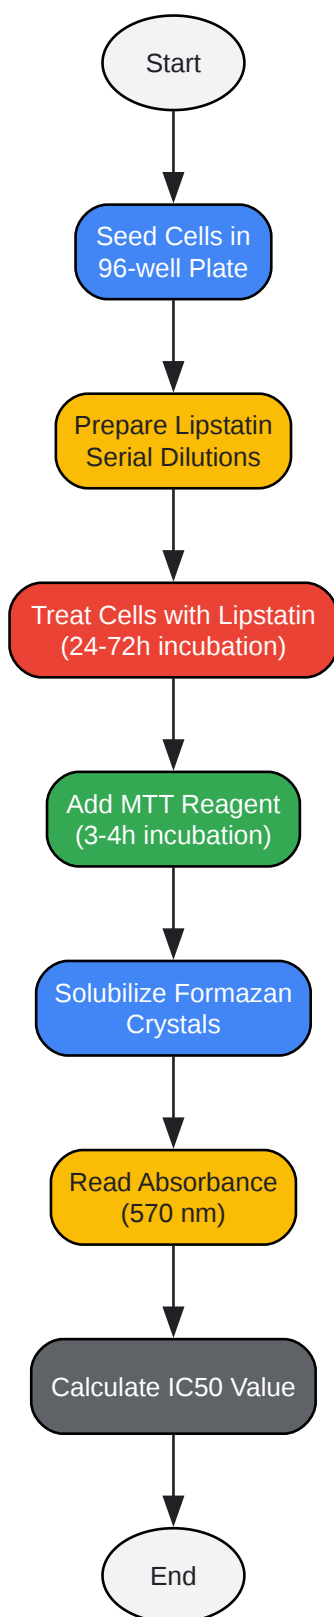 Start
Seed Cells in
96-well Plate
Prepare Lipstatin
Serial Dilutions
Treat Cells with Lipstatin
(24-72h incubation)
Add MTT Reagent
(3-4h incubation)
Solubilize Formazan
Crystals
Read Absorbance
(570 nm)
Calculate IC50 Value
End